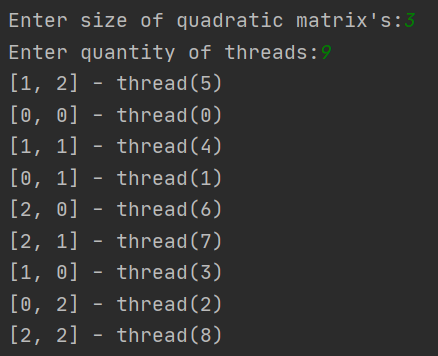 Enter size of quadratic matrix's:3
Enter quantity of threads:9
[1, 2] - thread(5)
[0, 0] - thread(0)
[1, 1] - thread(4)
[0, 1] - thread(1)
[2, 0] - thread(6)
[2, 1] - thread(7)
[1, 0] - thread(3)
[0, 2] - thread(2)
[2, 2] - thread(8)